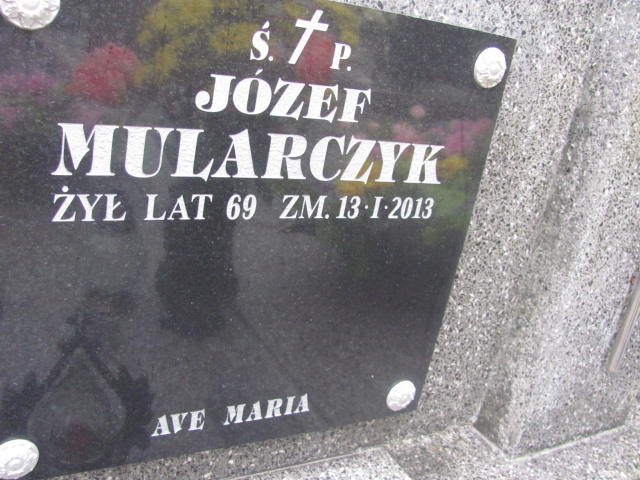 Ś. P.
JÓZEF
MULARCZYK
ŻYŁ LAT 69 ZM. 13·I·2013
AVE MARIA